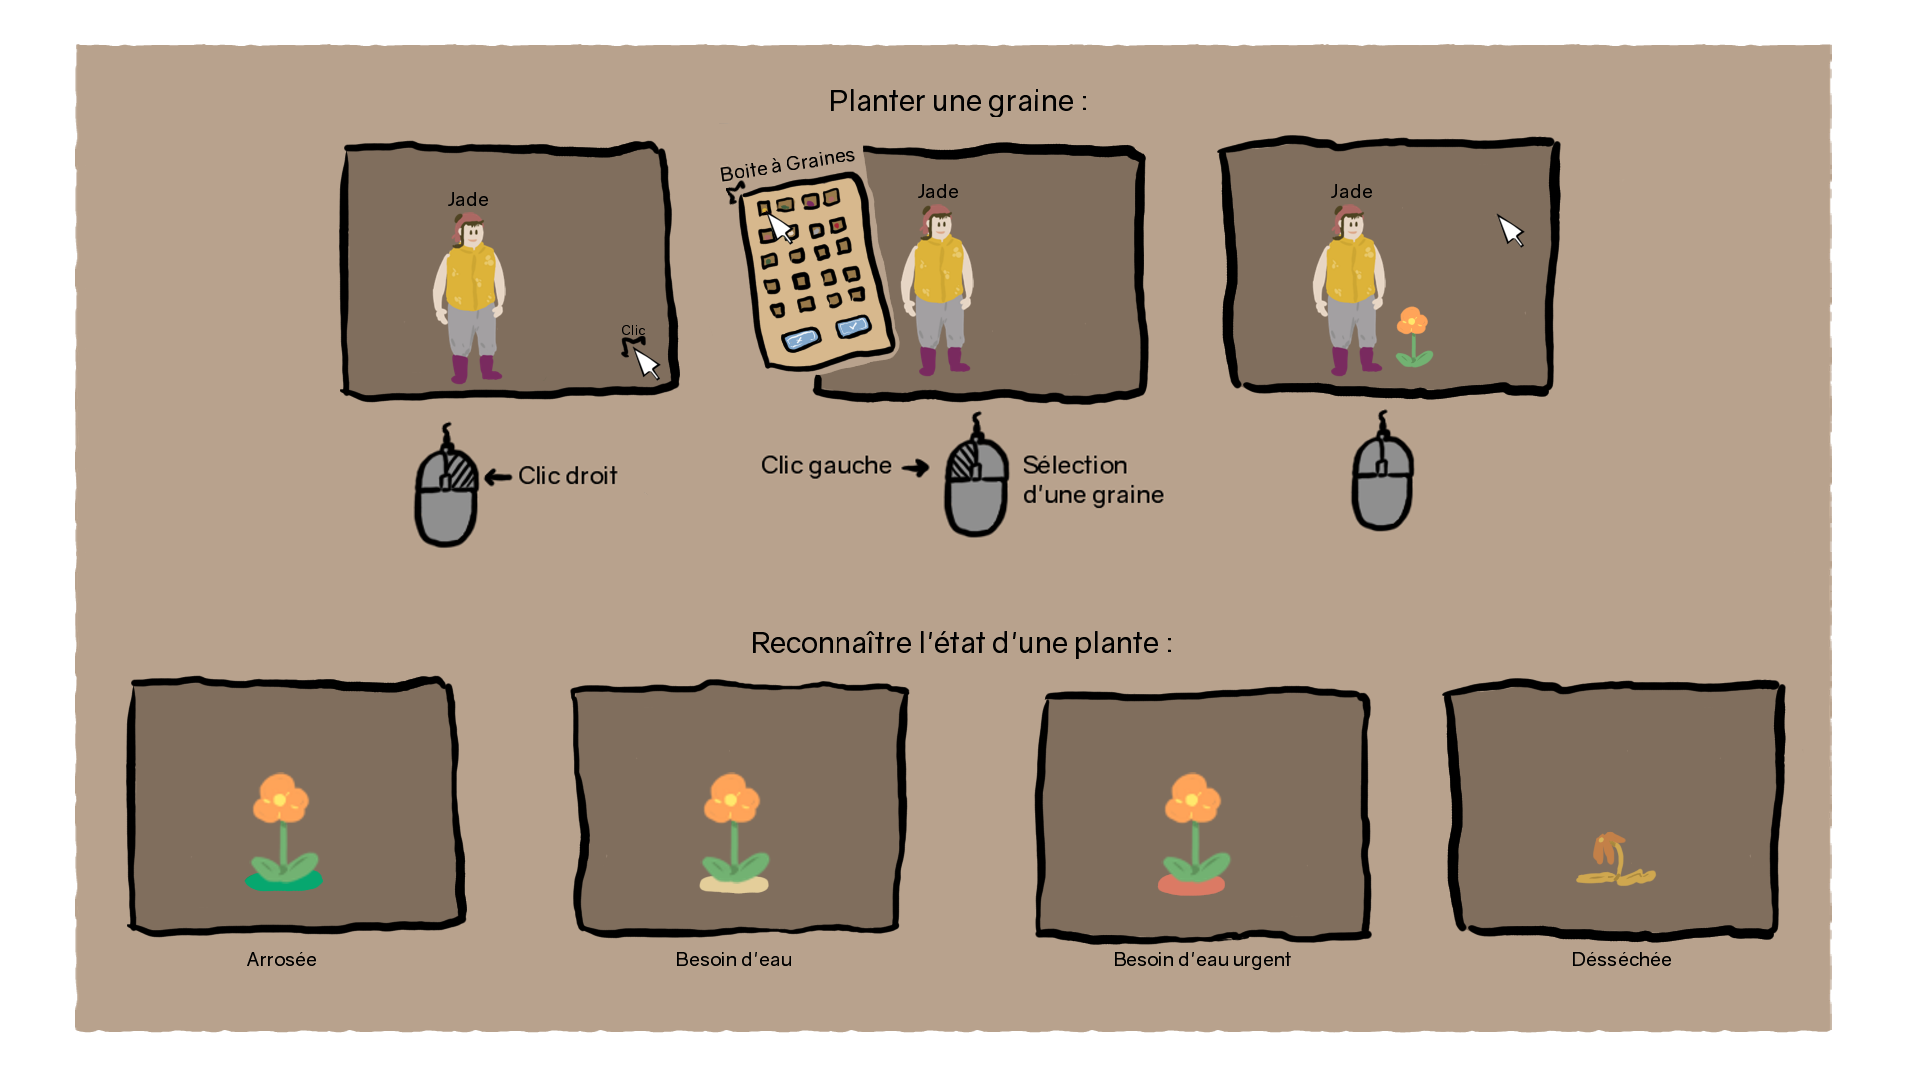 Planter une graine :
Jade
Clic
Boite à Graines
Jade
Jade
Clic droit
Clic gauche
Sélection
d'une graine
Reconnaître l'état d'une plante :
Arrosée
Besoin d'eau
Besoin d'eau urgent
Désséchée